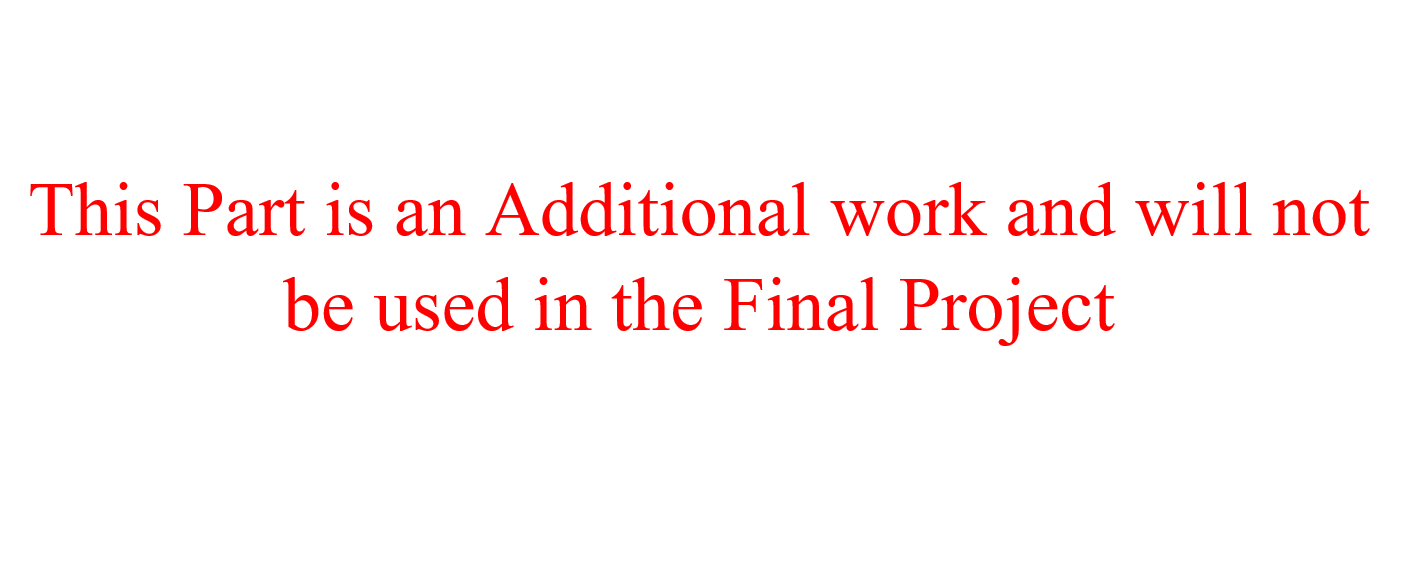 This Part is an Additional work and will not
be used in the Final Project